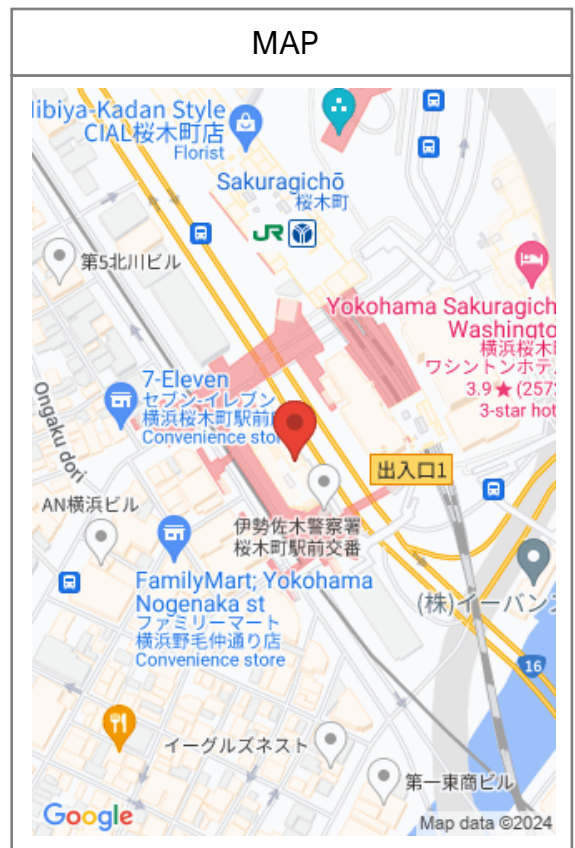 MAP
Hibiya-Kadan Style
CIAL桜木町店
Florist
Sakuragichō
桜木町
JR
第5北川ビル
Yokohama Sakuragich
Washingto
横浜桜木町
ワシントンホテ
3.9★ (257
3-star hot
7-Eleven
セブン-イレブン
横浜桜木町駅前
Convenience stor
Ongaku dori
出入口1
AN横浜ビル
伊勢佐木警察署
桜木町駅前交番
FamilyMart; Yokohama
Nogenaka st
ファミリーマート
横浜野毛仲通り店
Convenience store
(株)イーバン
16
イーグルズネスト
第一東商ビル
Google
Map data ©2024